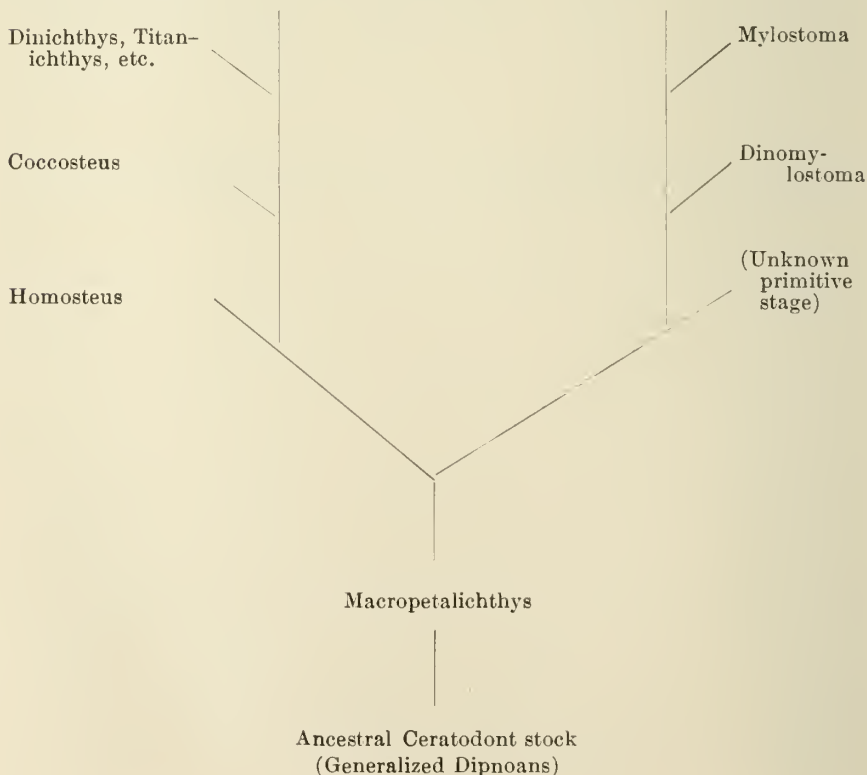 Dinichthys, Titan-
ichthys, etc.
Mylostoma
Coccosteus
Dinomy-
lostoma
Homosteus
(Unknown
primitive
stage)
Macropetalichthys
Ancestral Ceratodont stock
(Generalized Dipnoans)